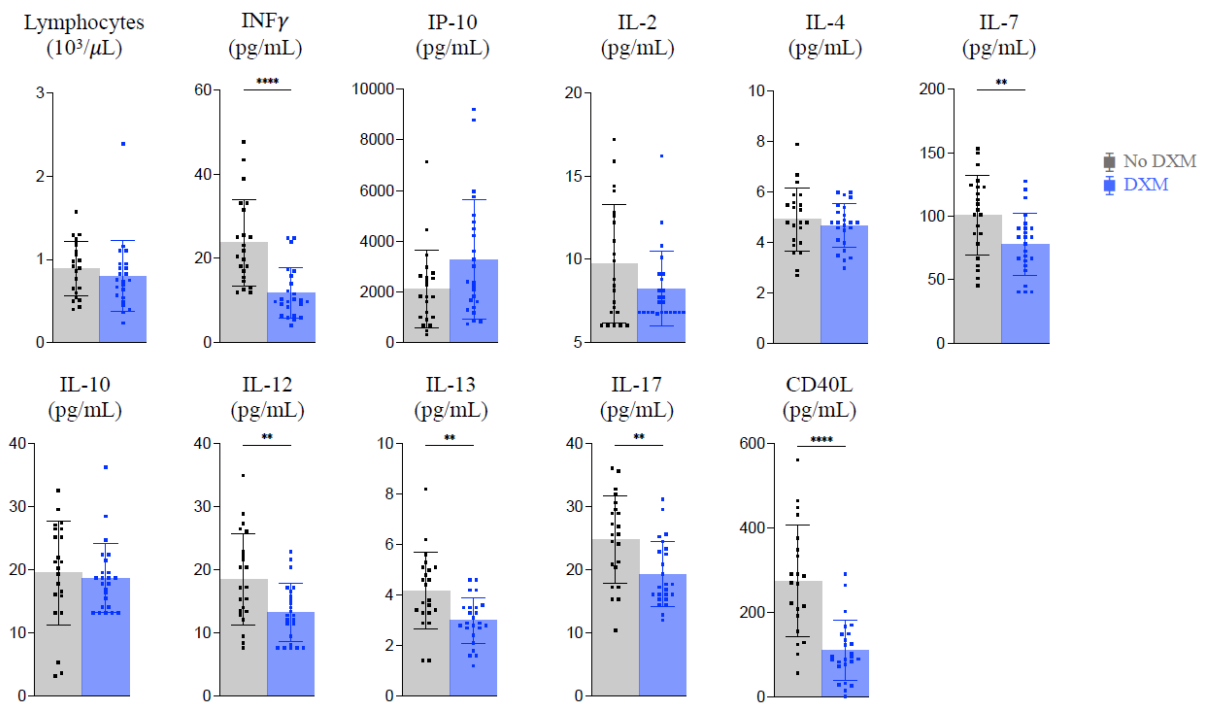 Lymphocytes
(10³/μL)
INFγ
(pg/mL)
IP-10
(pg/mL)
IL-2
(pg/mL)
IL-4
(pg/mL)
IL-7
(pg/mL)
3
2
1
0
****
60
40
20
0
10000
8000
6000
4000
2000
0
20
15
10
5
10
8
6
4
2
0
**
200
150
100
50
0
No DXM
DXM
IL-10
(pg/mL)
IL-12
(pg/mL)
IL-13
(pg/mL)
IL-17
(pg/mL)
CD40L
(pg/mL)
40
30
20
10
0
**
40
30
20
10
0
**
10
8
6
4
2
0
**
40
30
20
10
0
****
600
400
200
0